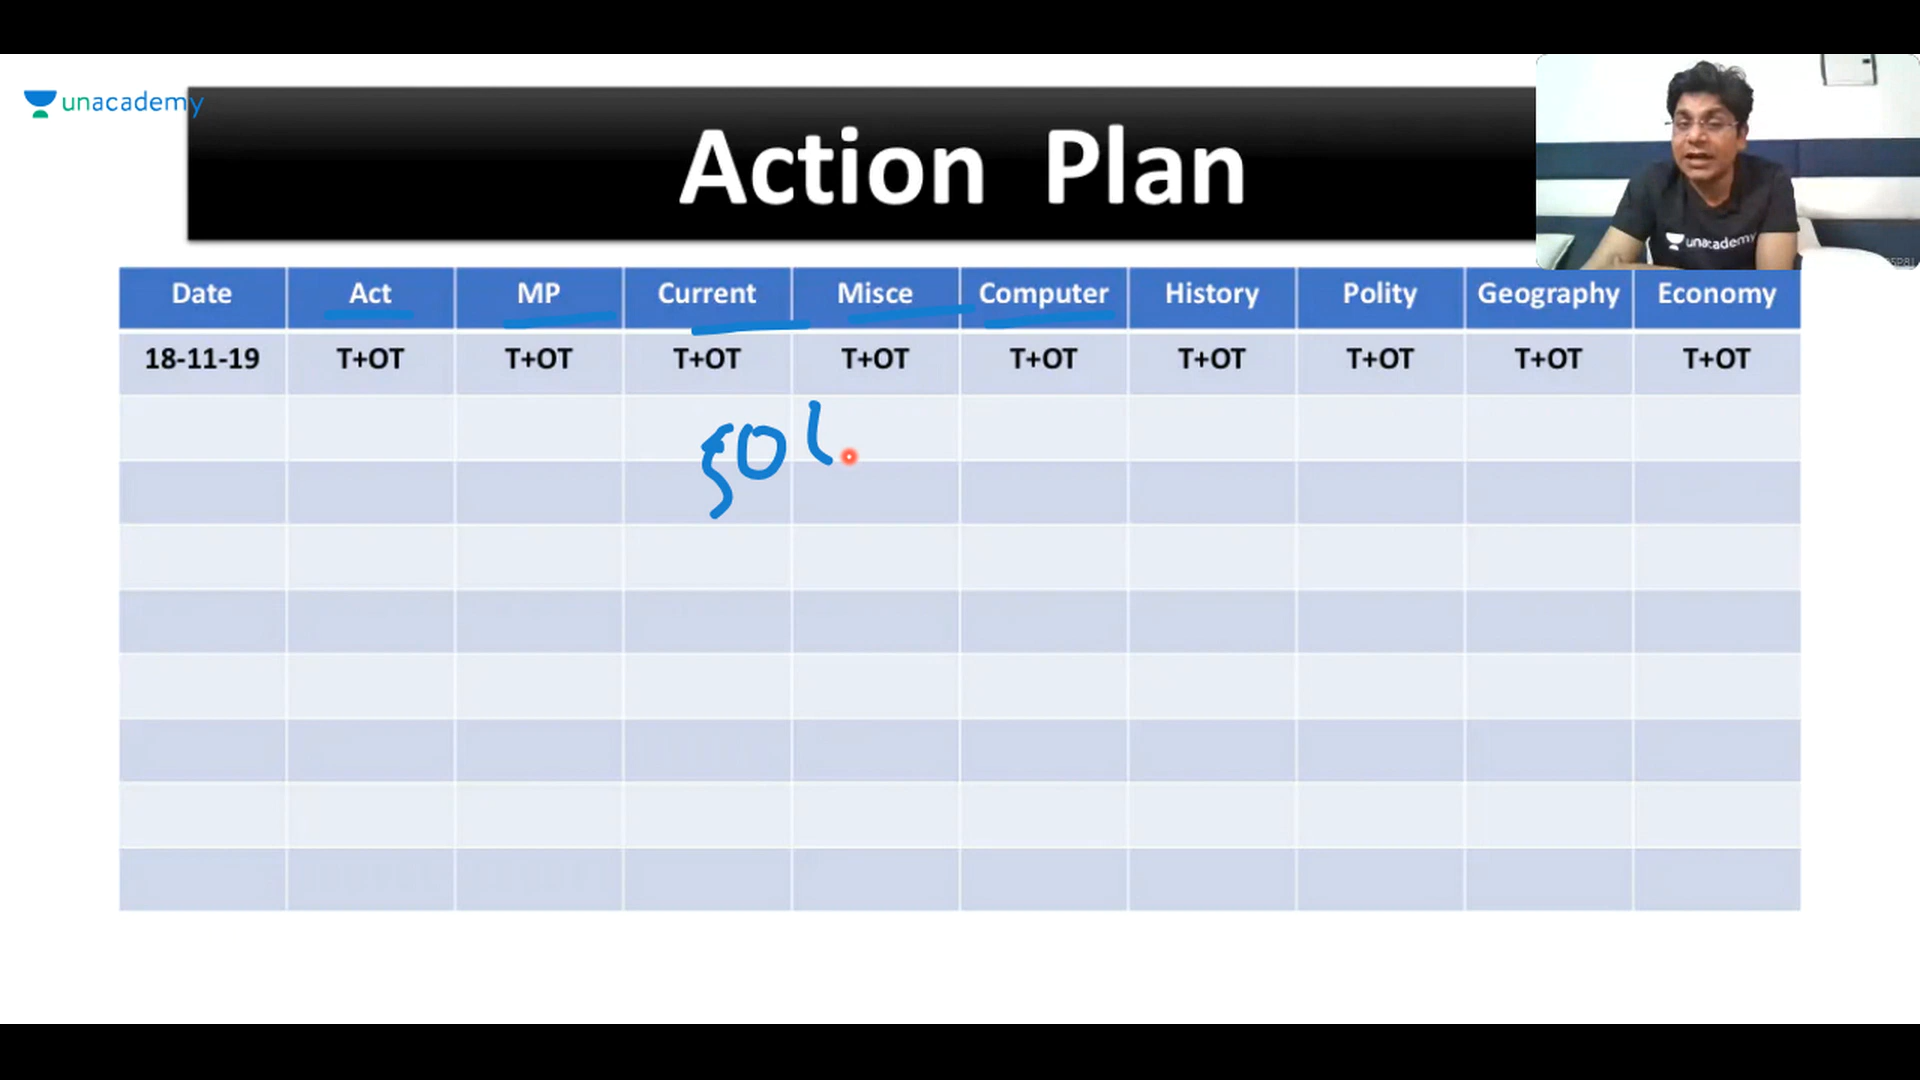 unacademy
Action Plan
unacademy
Date Act MP Current Misce Computer History Polity Geography Economy
18-11-19 T+OT T+OT T+OT T+OT T+OT T+OT T+OT T+OT T+OT